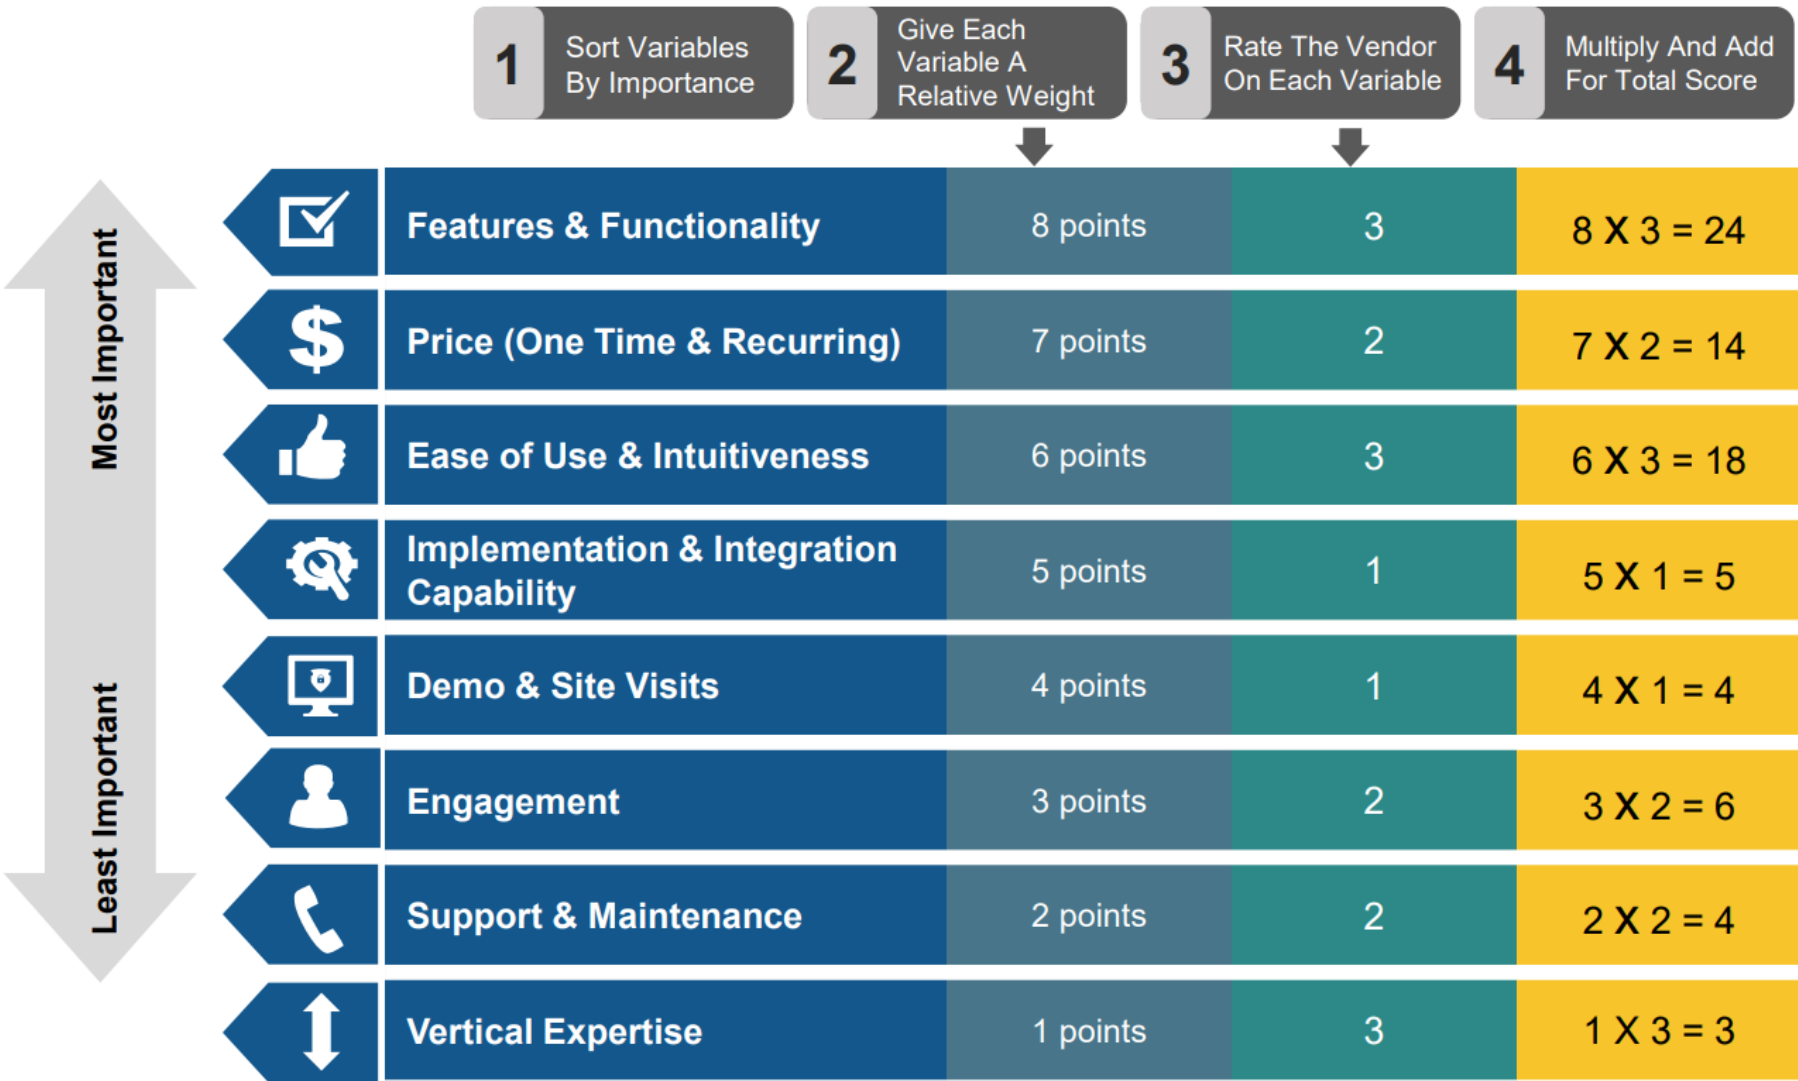 1
Sort Variables
By Importance
2
Give Each
Variable A
Relative Weight
3
Rate The Vendor
On Each Variable
4
Multiply And Add
For Total Score
Most Important
Least Important
Features & Functionality
8 points
3
8 X 3 = 24
Price (One Time & Recurring)
7 points
2
7 X 2 = 14
Ease of Use & Intuitiveness
6 points
3
6 X 3 = 18
Implementation & Integration
Capability
5 points
1
5 X 1 = 5
Demo & Site Visits
4 points
1
4 X 1 = 4
Engagement
3 points
2
3 X 2 = 6
Support & Maintenance
2 points
2
2 X 2 = 4
Vertical Expertise
1 points
3
1 X 3 = 3